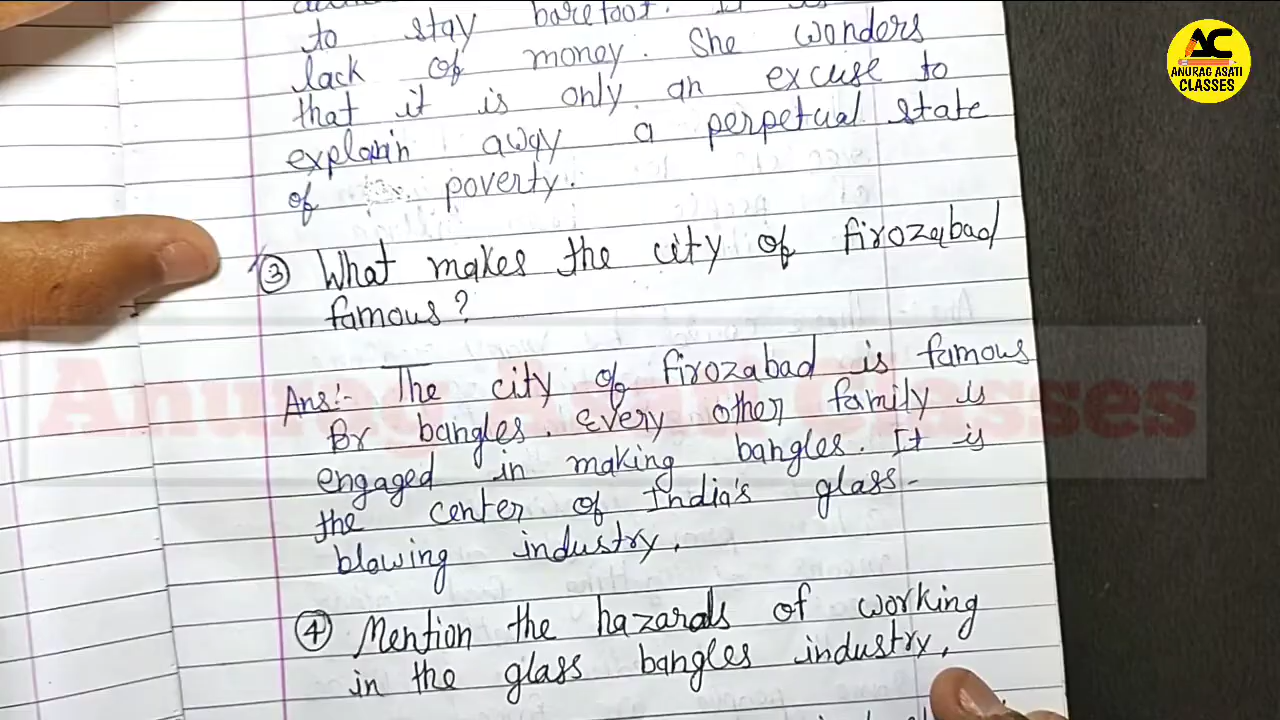 to stay barefoot.
lack of money. She wonders
that it is only an excuse to
explain away a perpetual state
of poverty.
③ What makes the city of firozabad
famous?
Ans:- The city of firozabad is famous
for bangles. Every other family is
engaged in making bangles. It is
the center of India's glass-
blowing industry.
④ Mention the hazards of working
in the glass bangles industry.
AC
ANURAG ASATI
CLASSES
Anurag Asati Classes